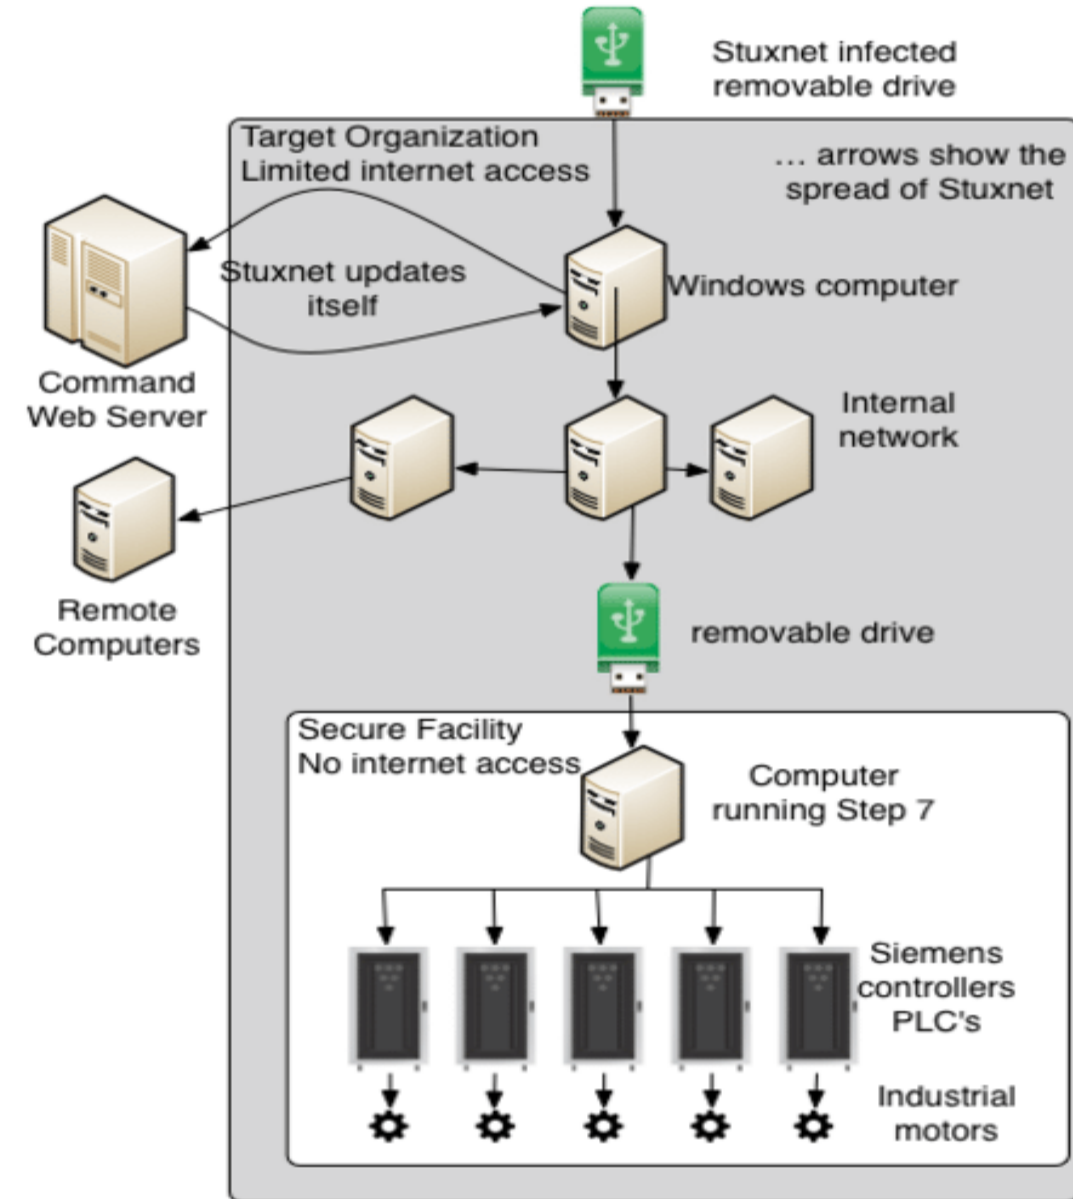 Stuxnet infected
removable drive
Target Organization
Limited internet access
... arrows show the
spread of Stuxnet
Stuxnet updates
itself
Windows computer
Command
Web Server
Internal
network
Remote
Computers
removable drive
Secure Facility
No internet access
Computer
running Step 7
Siemens
controllers
PLC's
Industrial
motors